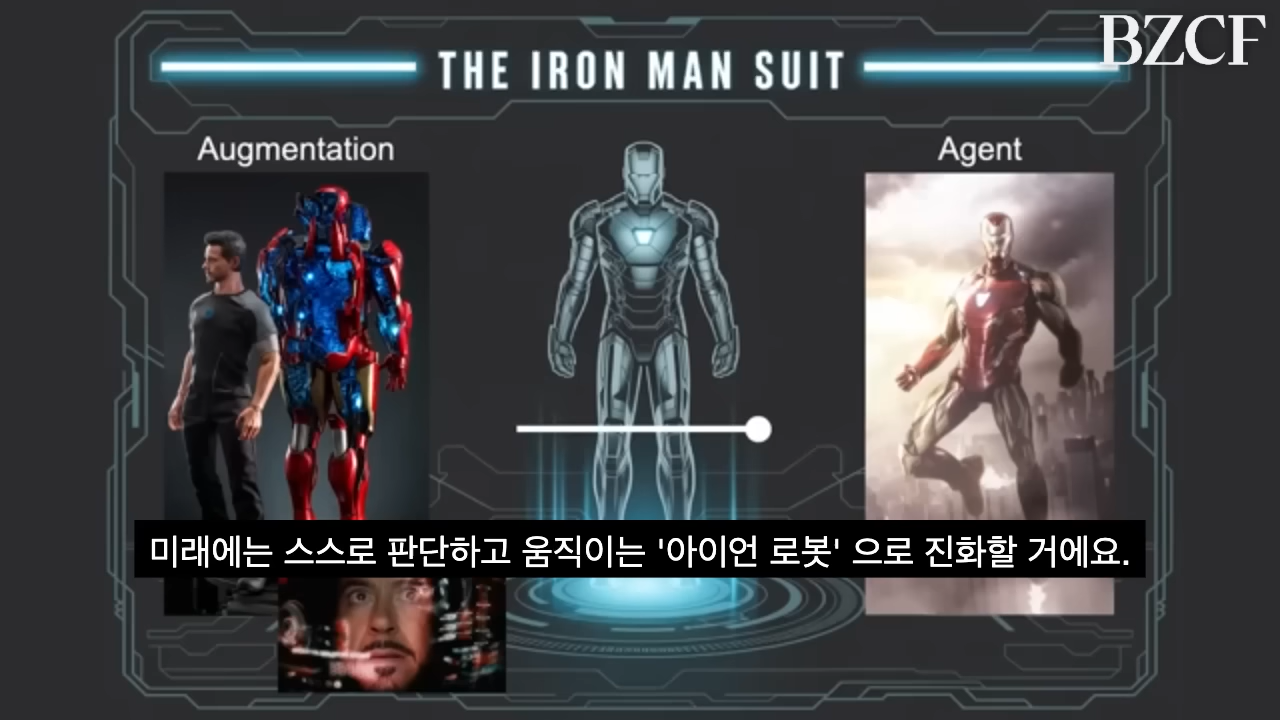 BZCF
THE IRON MAN SUIT
Augmentation
Agent
미래에는 스스로 판단하고 움직이는 '아이언 로봇' 으로 진화할 거에요.